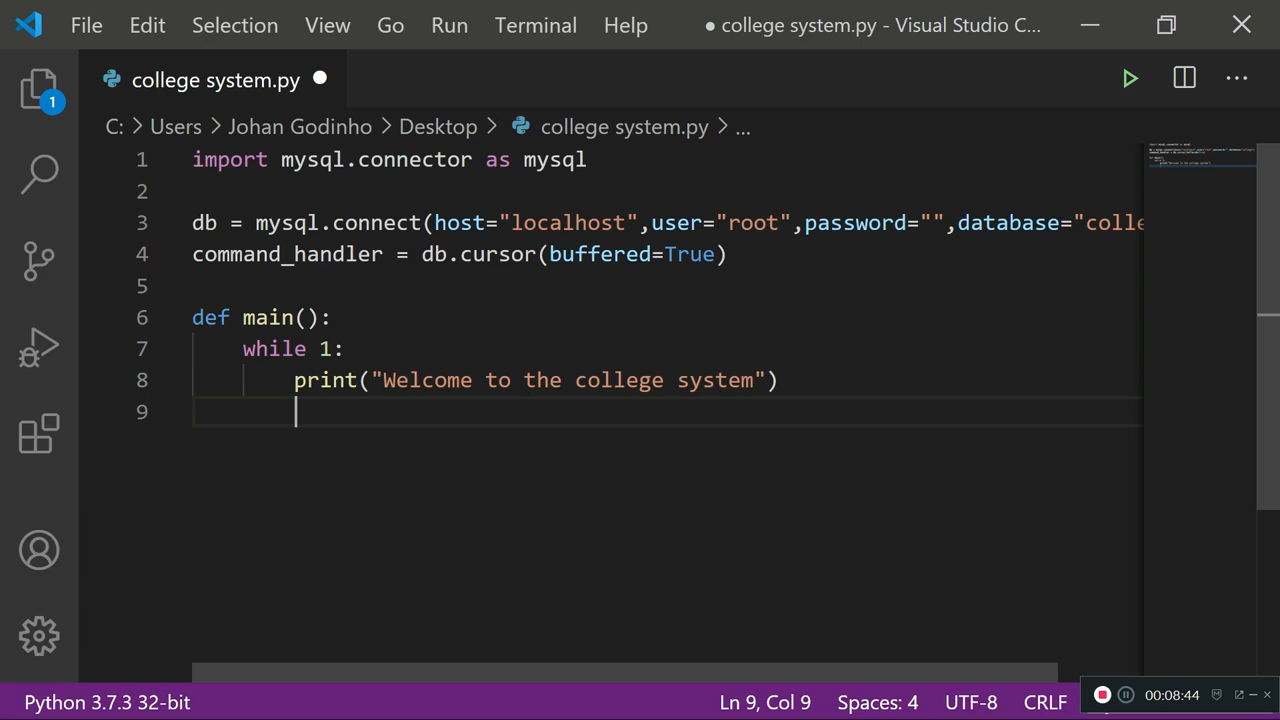 File Edit Selection View Go Run Terminal Help ● college system.py - Visual Studio C...
college system.py
1
C: > Users > Johan Godinho > Desktop > college system.py > ...
1 import mysql.connector as mysql
2
3 db = mysql.connect(host="localhost",user="root",password="",database="colle
4 command_handler = db.cursor(buffered=True)
5
6 def main():
7 while 1:
8 print("Welcome to the college system")
9
Python 3.7.3 32-bit Ln 9, Col 9 Spaces: 4 UTF-8 CRLF 00:08:44